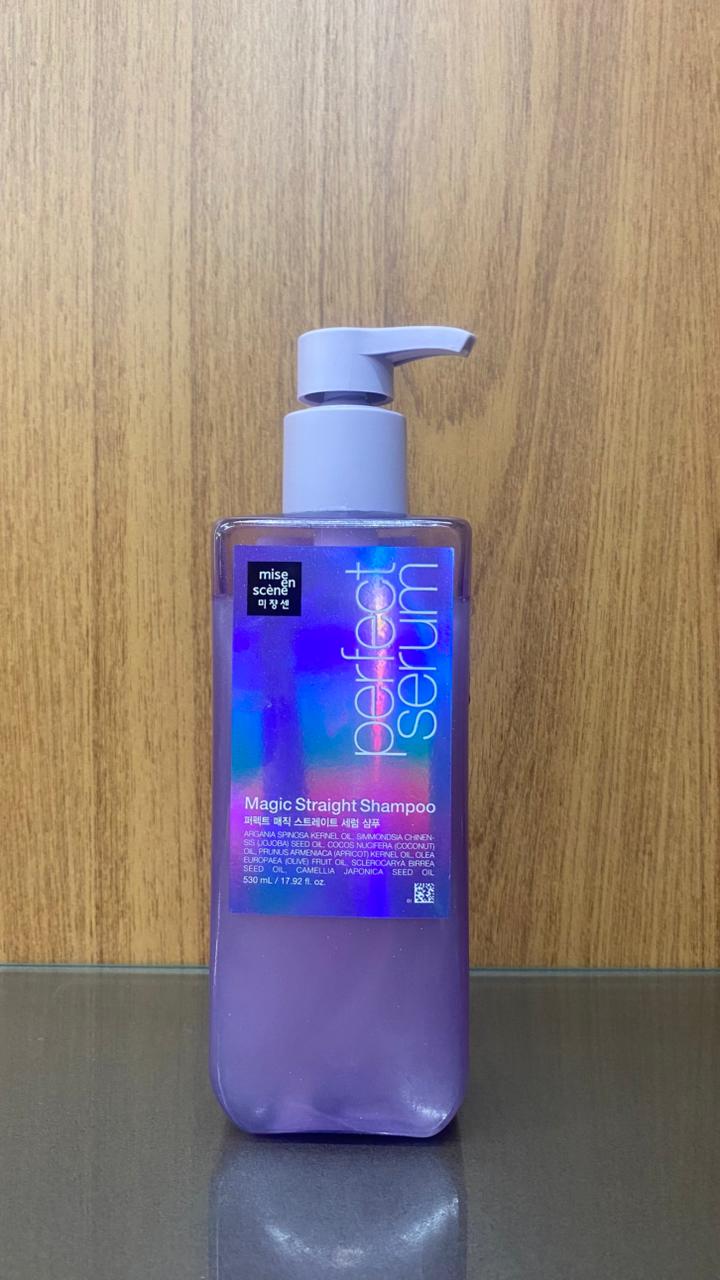 mise
en
scène
미쟝센
perfect
serum
Magic Straight Shampoo
퍼펙트 매직 스트레이트 세럼 샴푸
ARGANIA SPINOSA KERNEL OIL, SIMMONDSIA CHINEN-
SIS (JOJOBA) SEED OIL, COCOS NUCIFERA (COCONUT)
OIL, PRUNUS ARMENIACA (APRICOT) KERNEL OIL, OLEA
EUROPAEA (OLIVE) FRUIT OIL, SCLEROCARYA BIRREA
SEED OIL, CAMELLIA JAPONICA SEED OIL
530 mL / 17.92 fl. oz.